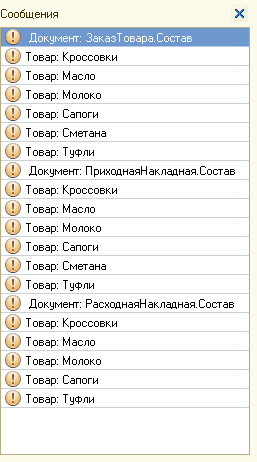 Сообщения
Документ: ЗаказТовара.Состав
Товар: Кроссовки
Товар: Масло
Товар: Молоко
Товар: Сапоги
Товар: Сметана
Товар: Туфли
Документ: ПриходнаяНакладная.Состав
Товар: Кроссовки
Товар: Масло
Товар: Молоко
Товар: Сапоги
Товар: Сметана
Товар: Туфли
Документ: РасходнаяНакладная.Состав
Товар: Кроссовки
Товар: Масло
Товар: Молоко
Товар: Сапоги
Товар: Туфли